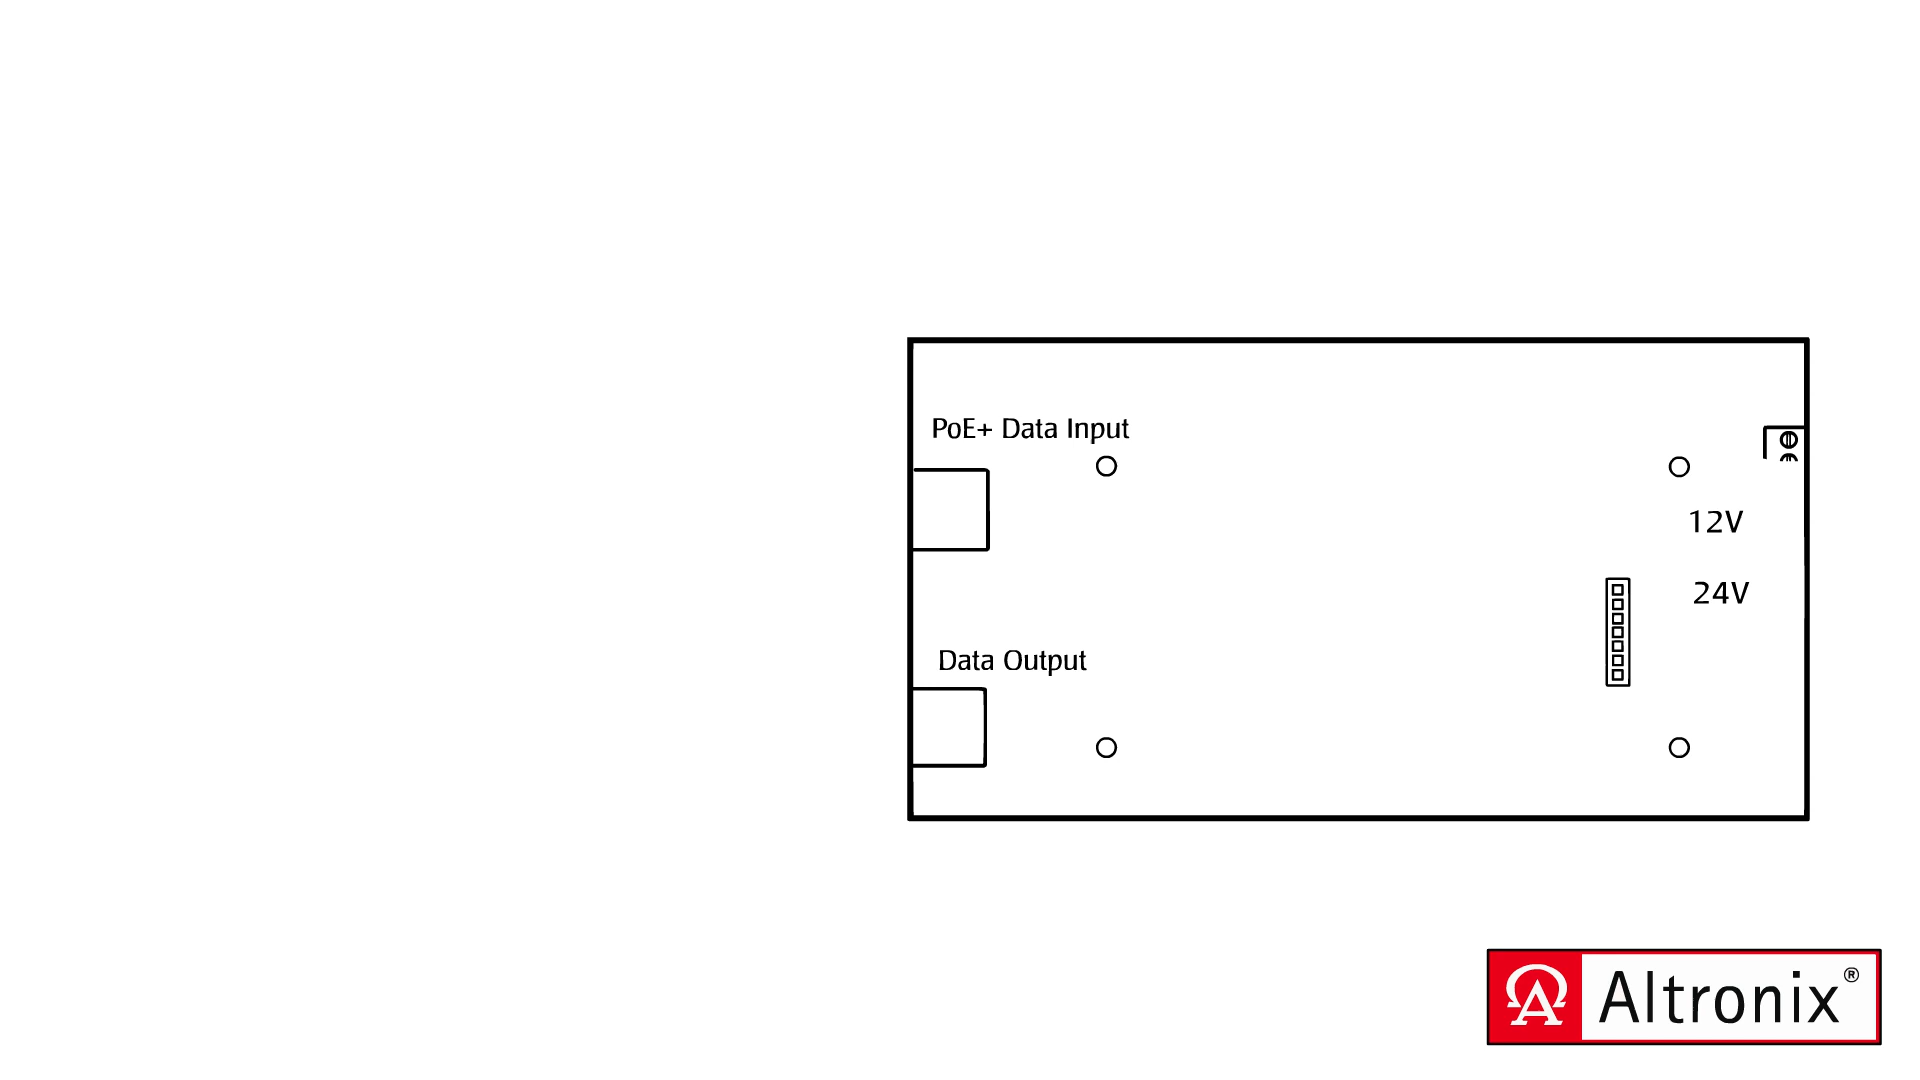 PoE+ Data Input
12V
24V
Data Output
Altronix®